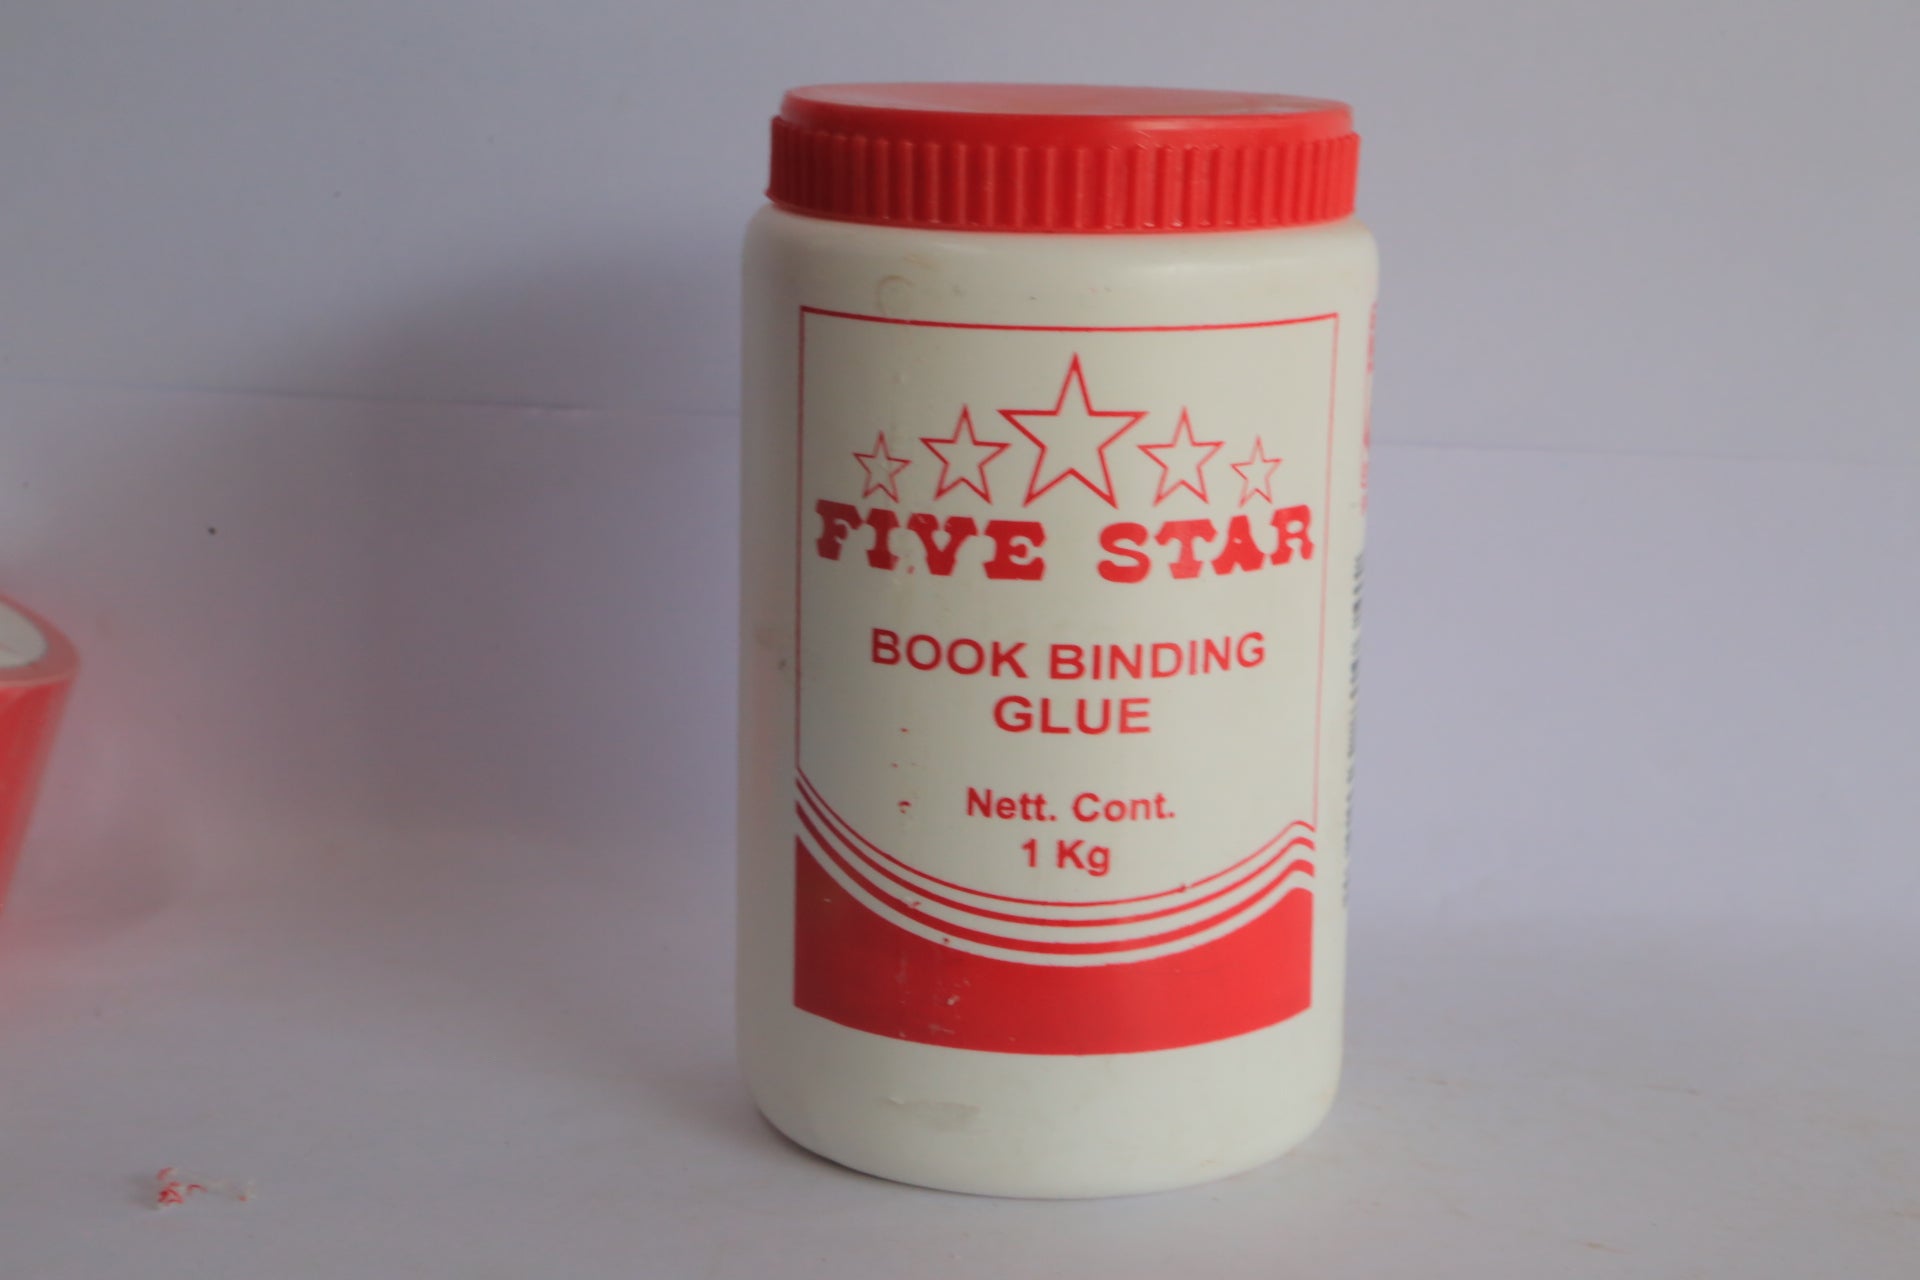 FIVE STAR
BOOK BINDING
GLUE
Nett. Cont.
1 Kg